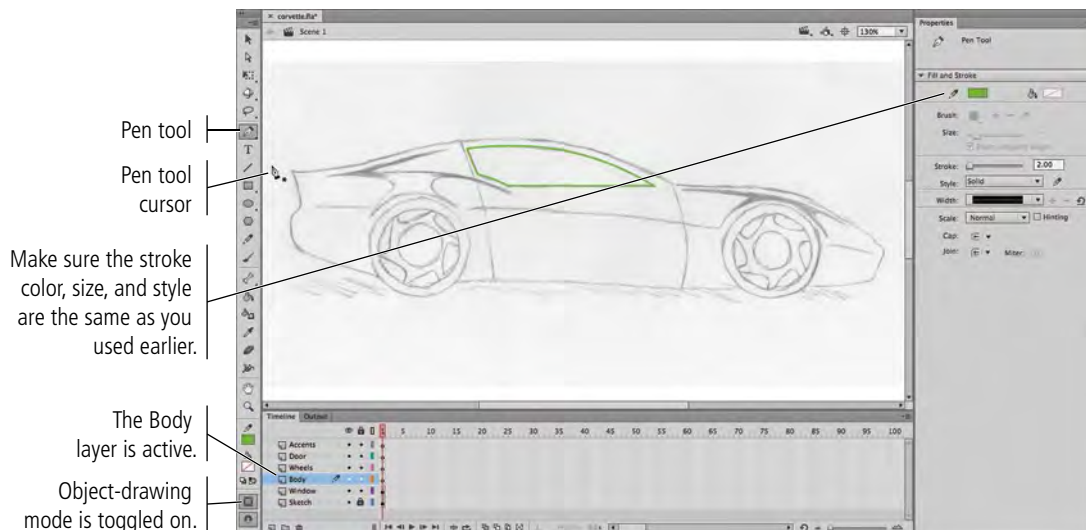 corvette.fla*
Scene 1
130%
Properties
Pen Tool
Fill and Stroke
Brush:
Size:
Stroke:
2.00
Style:
Solid
Width:
Scale:
Normal
Hinting
Cap:
Join:
Miter:
Pen tool
Pen tool
cursor
Make sure the stroke
color, size, and style
are the same as you
used earlier.
The Body
layer is active.
Object-drawing
mode is toggled on.
Timeline
Output
1 5 10 15 20 25 30 35 40 45 50 55 60 65 70 75 80 85 90 95 100
Accents
Door
Wheels
Body
Window
Sketch